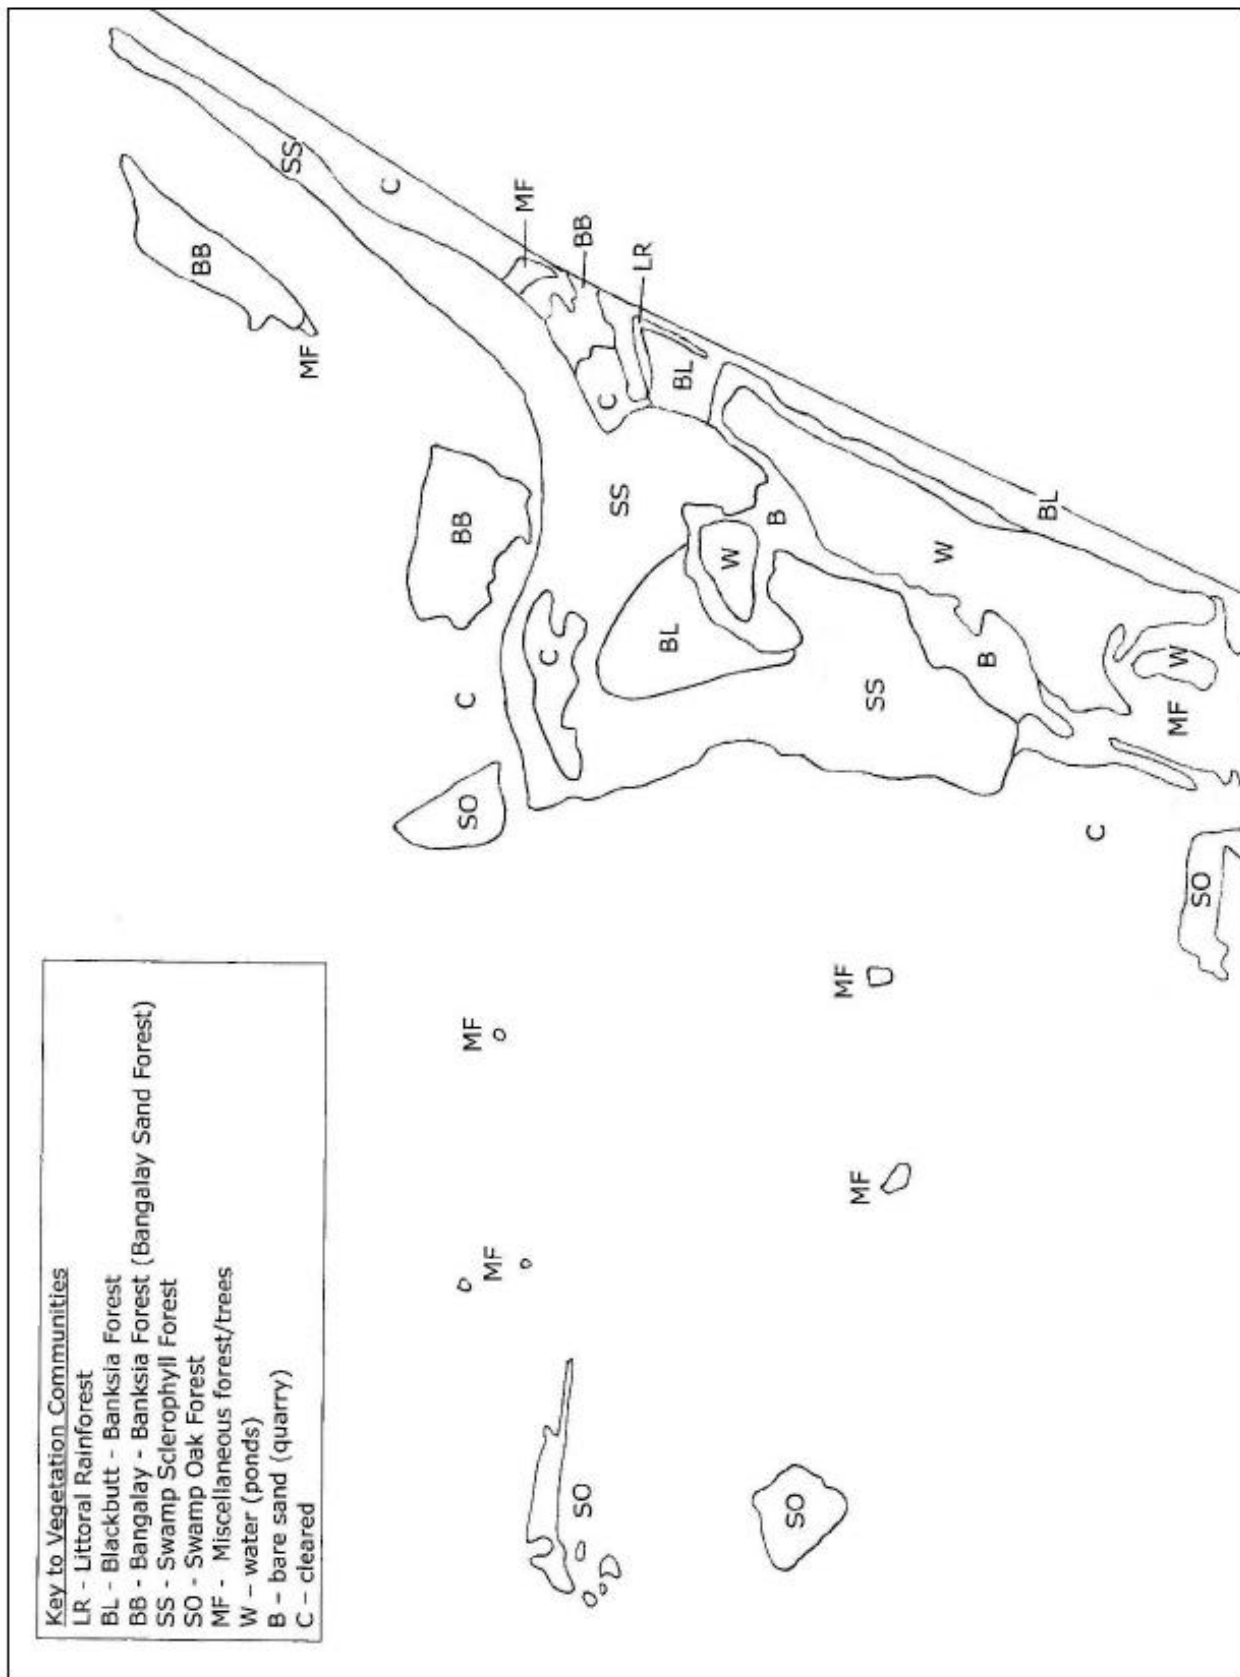 Key to Vegetation Communities
LR - Littoral Rainforest
BL - Blackbutt - Banksia Forest
BB - Bangalay - Banksia Forest (Bangalay Sand Forest)
SS - Swamp Sclerophyll Forest
SO - Swamp Oak Forest
MF - Miscellaneous forest/trees
W – water (ponds)
B – bare sand (quarry)
C – cleared
BB
SS
MF
C
MF
MF
SO
C
BB
MF
C
BB
SO
SS
C
LR
BL
BL
W
B
SO
MF
MF
SS
W
B
BL
C
MF
W
SO